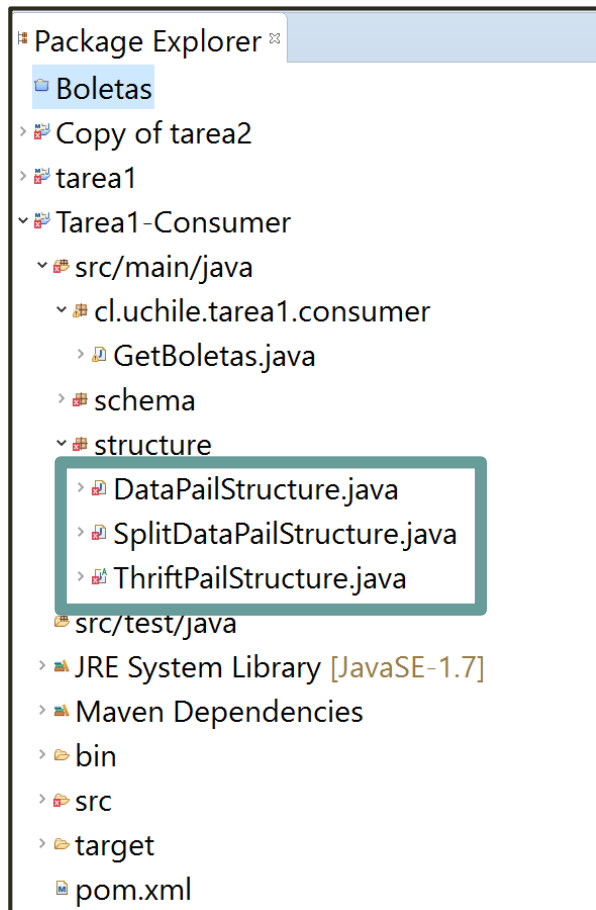 Package Explorer
Boletas
Copy of tarea2
tarea1
Tarea1-Consumer
src/main/java
cl.uchile.tarea1.consumer
GetBoletas.java
schema
structure
DataPailStructure.java
SplitDataPailStructure.java
ThriftPailStructure.java
src/test/java
JRE System Library [JavaSE-1.7]
Maven Dependencies
bin
src
target
pom.xml